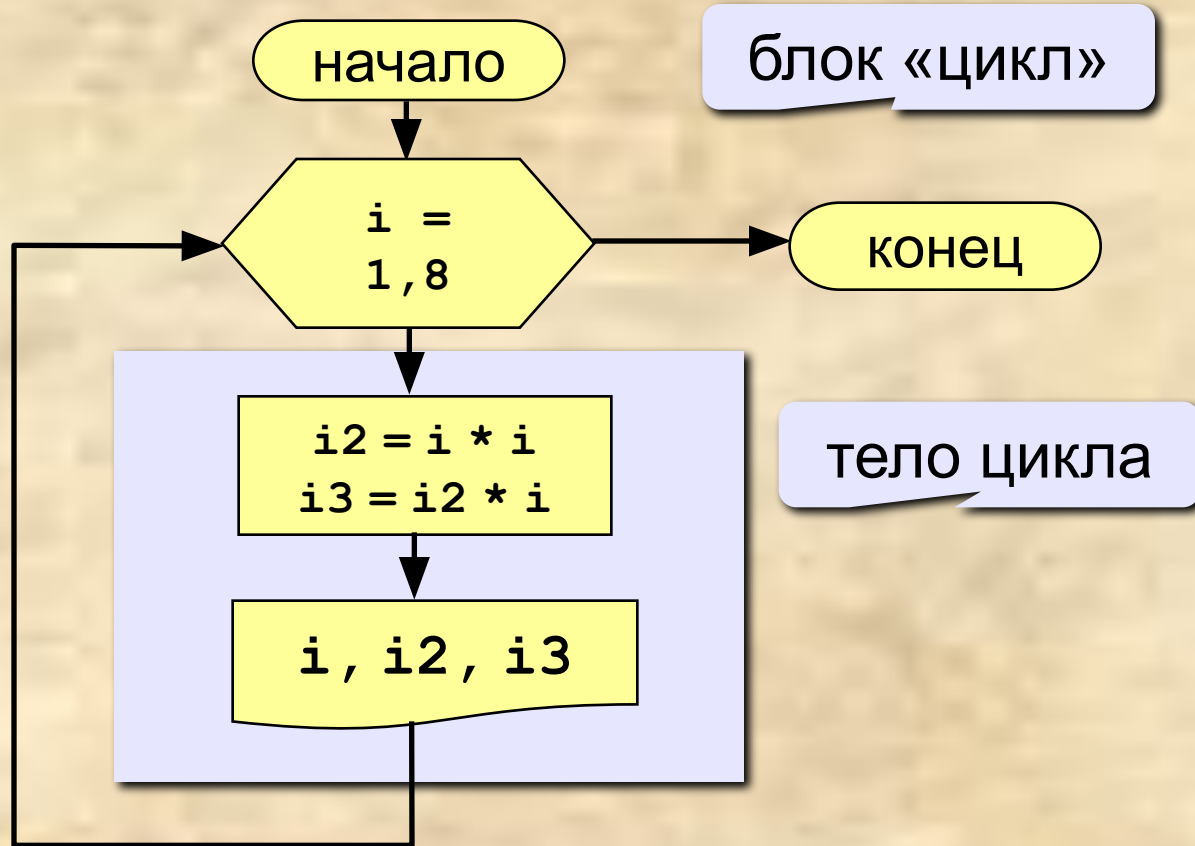 начало
блок «цикл»
i =
1,8
конец
i2 = i * i
i3 = i2 * i
тело цикла
i, i2, i3